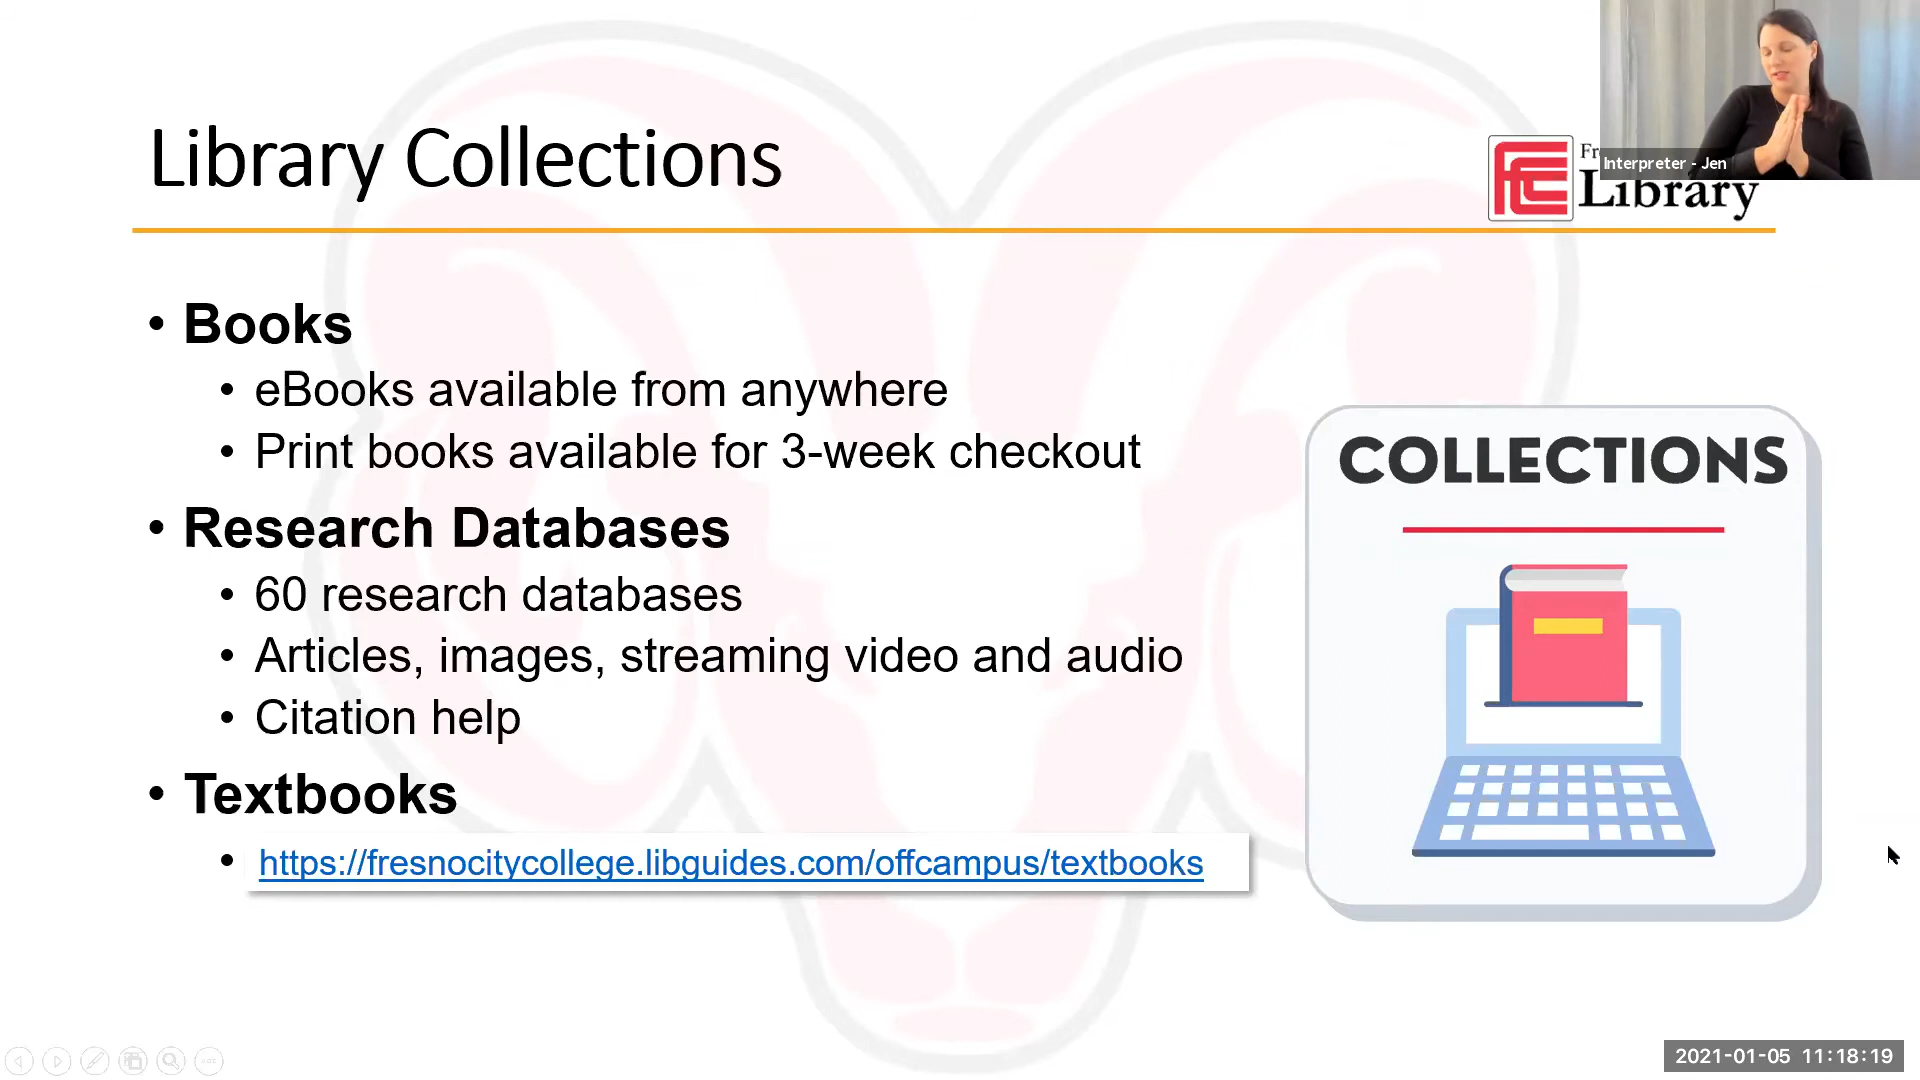 Library Collections
Interpreter - Jen
Library
• Books
• eBooks available from anywhere
• Print books available for 3-week checkout
• Research Databases
• 60 research databases
• Articles, images, streaming video and audio
• Citation help
• Textbooks
• https://fresnocitycollege.libguides.com/offcampus/textbooks
COLLECTIONS
2021-01-05 11:18:19